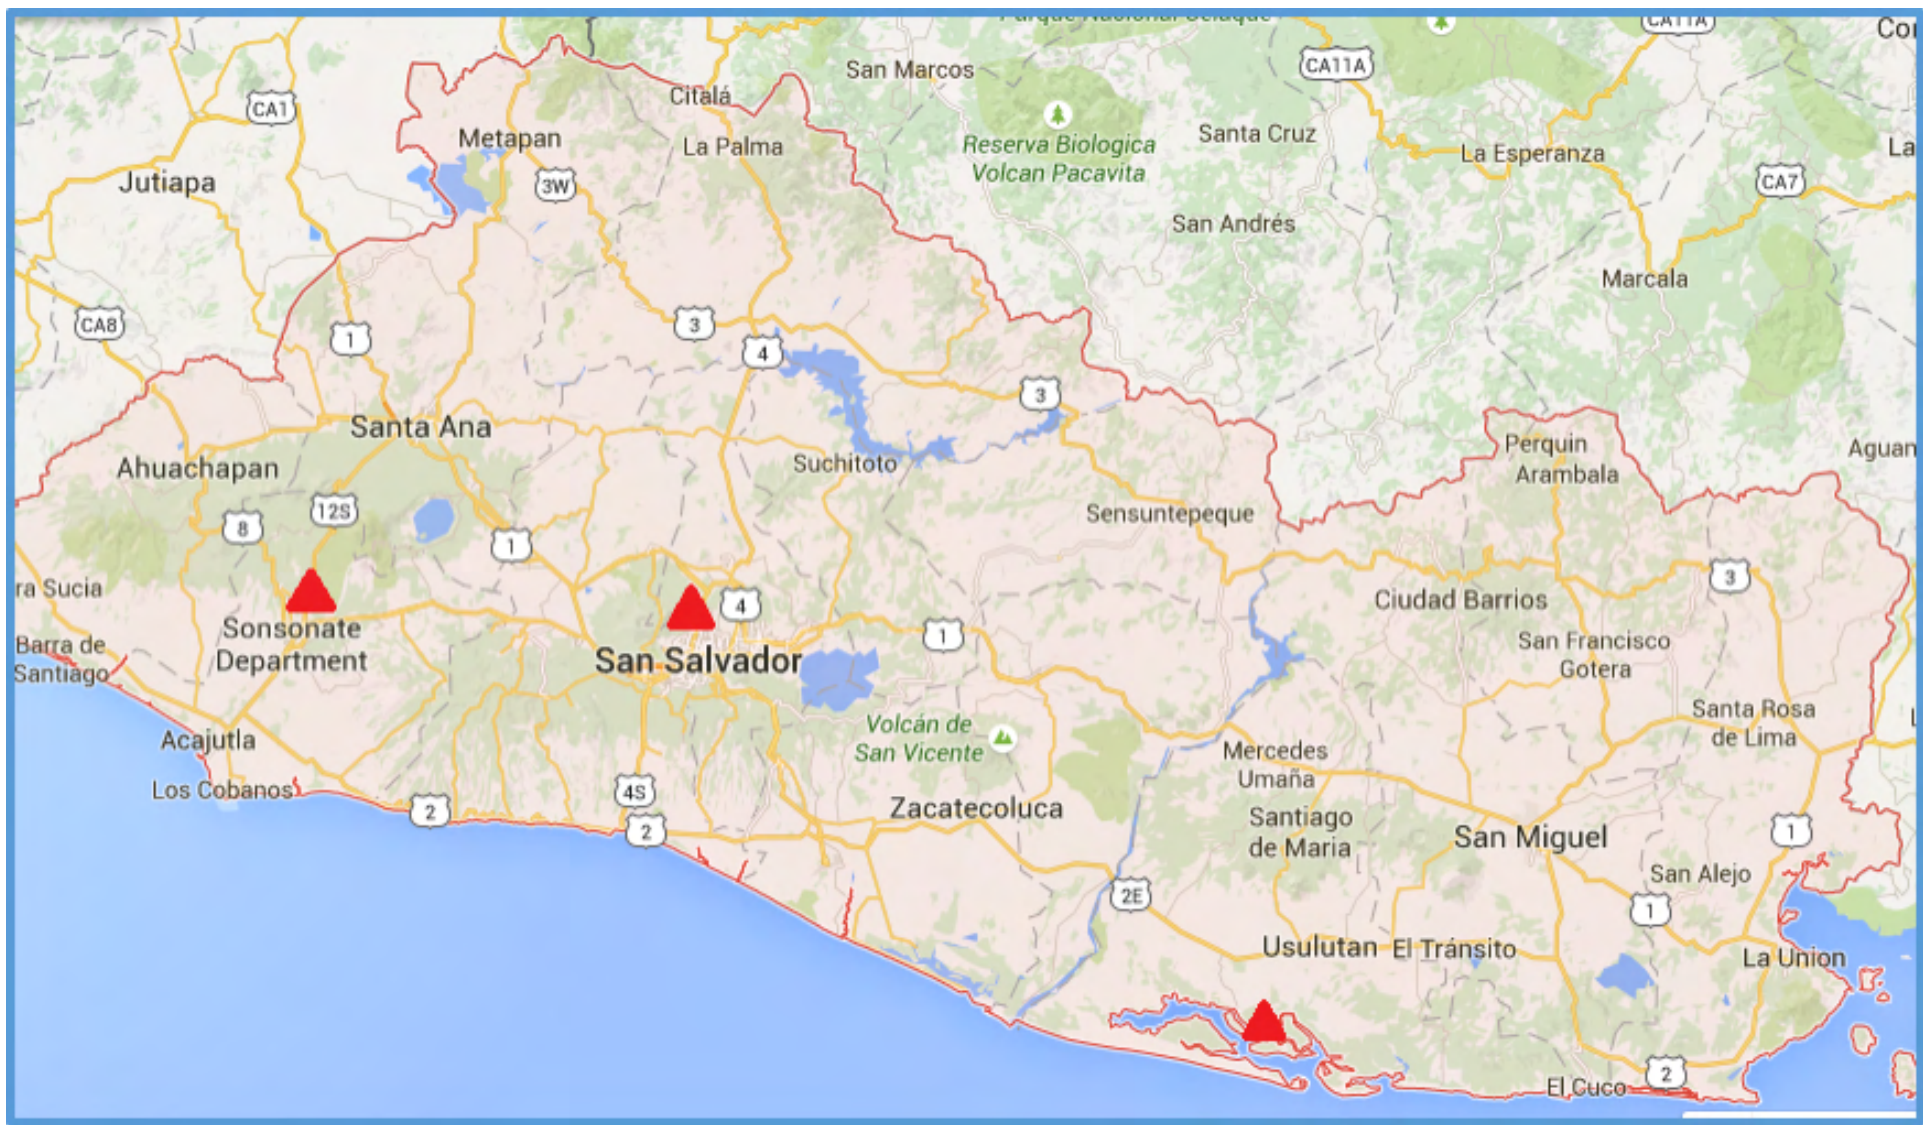 Parque Nacional Celaque
CA11A
San Marcos
CA11A
Citalá
CA1
Metapan
La Palma
Reserva Biologica
Volcan Pacavita
Santa Cruz
La Esperanza
Jutiapa
3W
CA7
San Andrés
Marcala
CA8
1
3
4
3
Santa Ana
Ahuachapan
Suchitoto
Perquin
Arambala
8
12S
1
Sensuntepeque
3
ra Sucia
4
1
Ciudad Barrios
Sonsonate
Department
Barra de
Santiago
San Salvador
San Francisco
Gotera
Volcán de
San Vicente
Santa Rosa
de Lima
Acajutla
Mercedes
Umaña
Los Cobanos
4S
2
2
Zacatecoluca
Santiago
de Maria
San Miguel
1
San Alejo
2E
1
Usulutan
El Tránsito
La Union
El Cuco
2